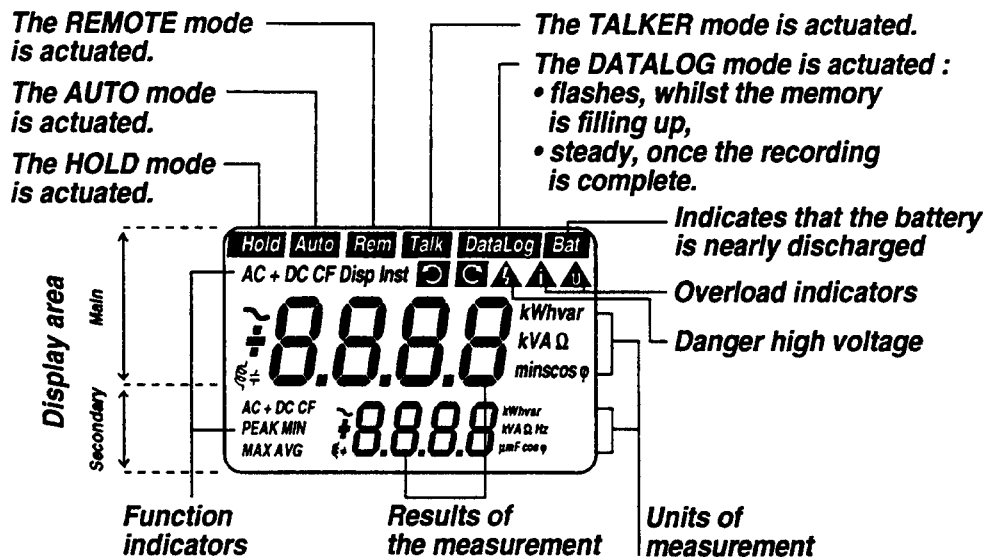 The REMOTE mode
is actuated.
The AUTO mode
is actuated.
The HOLD mode
is actuated.
The TALKER mode is actuated.
The DATALOG mode is actuated :
• flashes, whilst the memory
is filling up,
• steady, once the recording
is complete.
Indicates that the battery
is nearly discharged
Overload indicators
Danger high voltage
Display area
Main
Secondary
Hold Auto Rem Talk DataLog Bat
AC + DC CF Disp Inst
i U
8.8.8.8
kWhvar
kVA Ω
minscos φ
AC + DC CF
PEAK MIN
MAX AVG
8.8.8.8
kWhvar
kVA Ω Hz
µmF cos φ
Function
indicators
Results of
the measurement
Units of
measurement